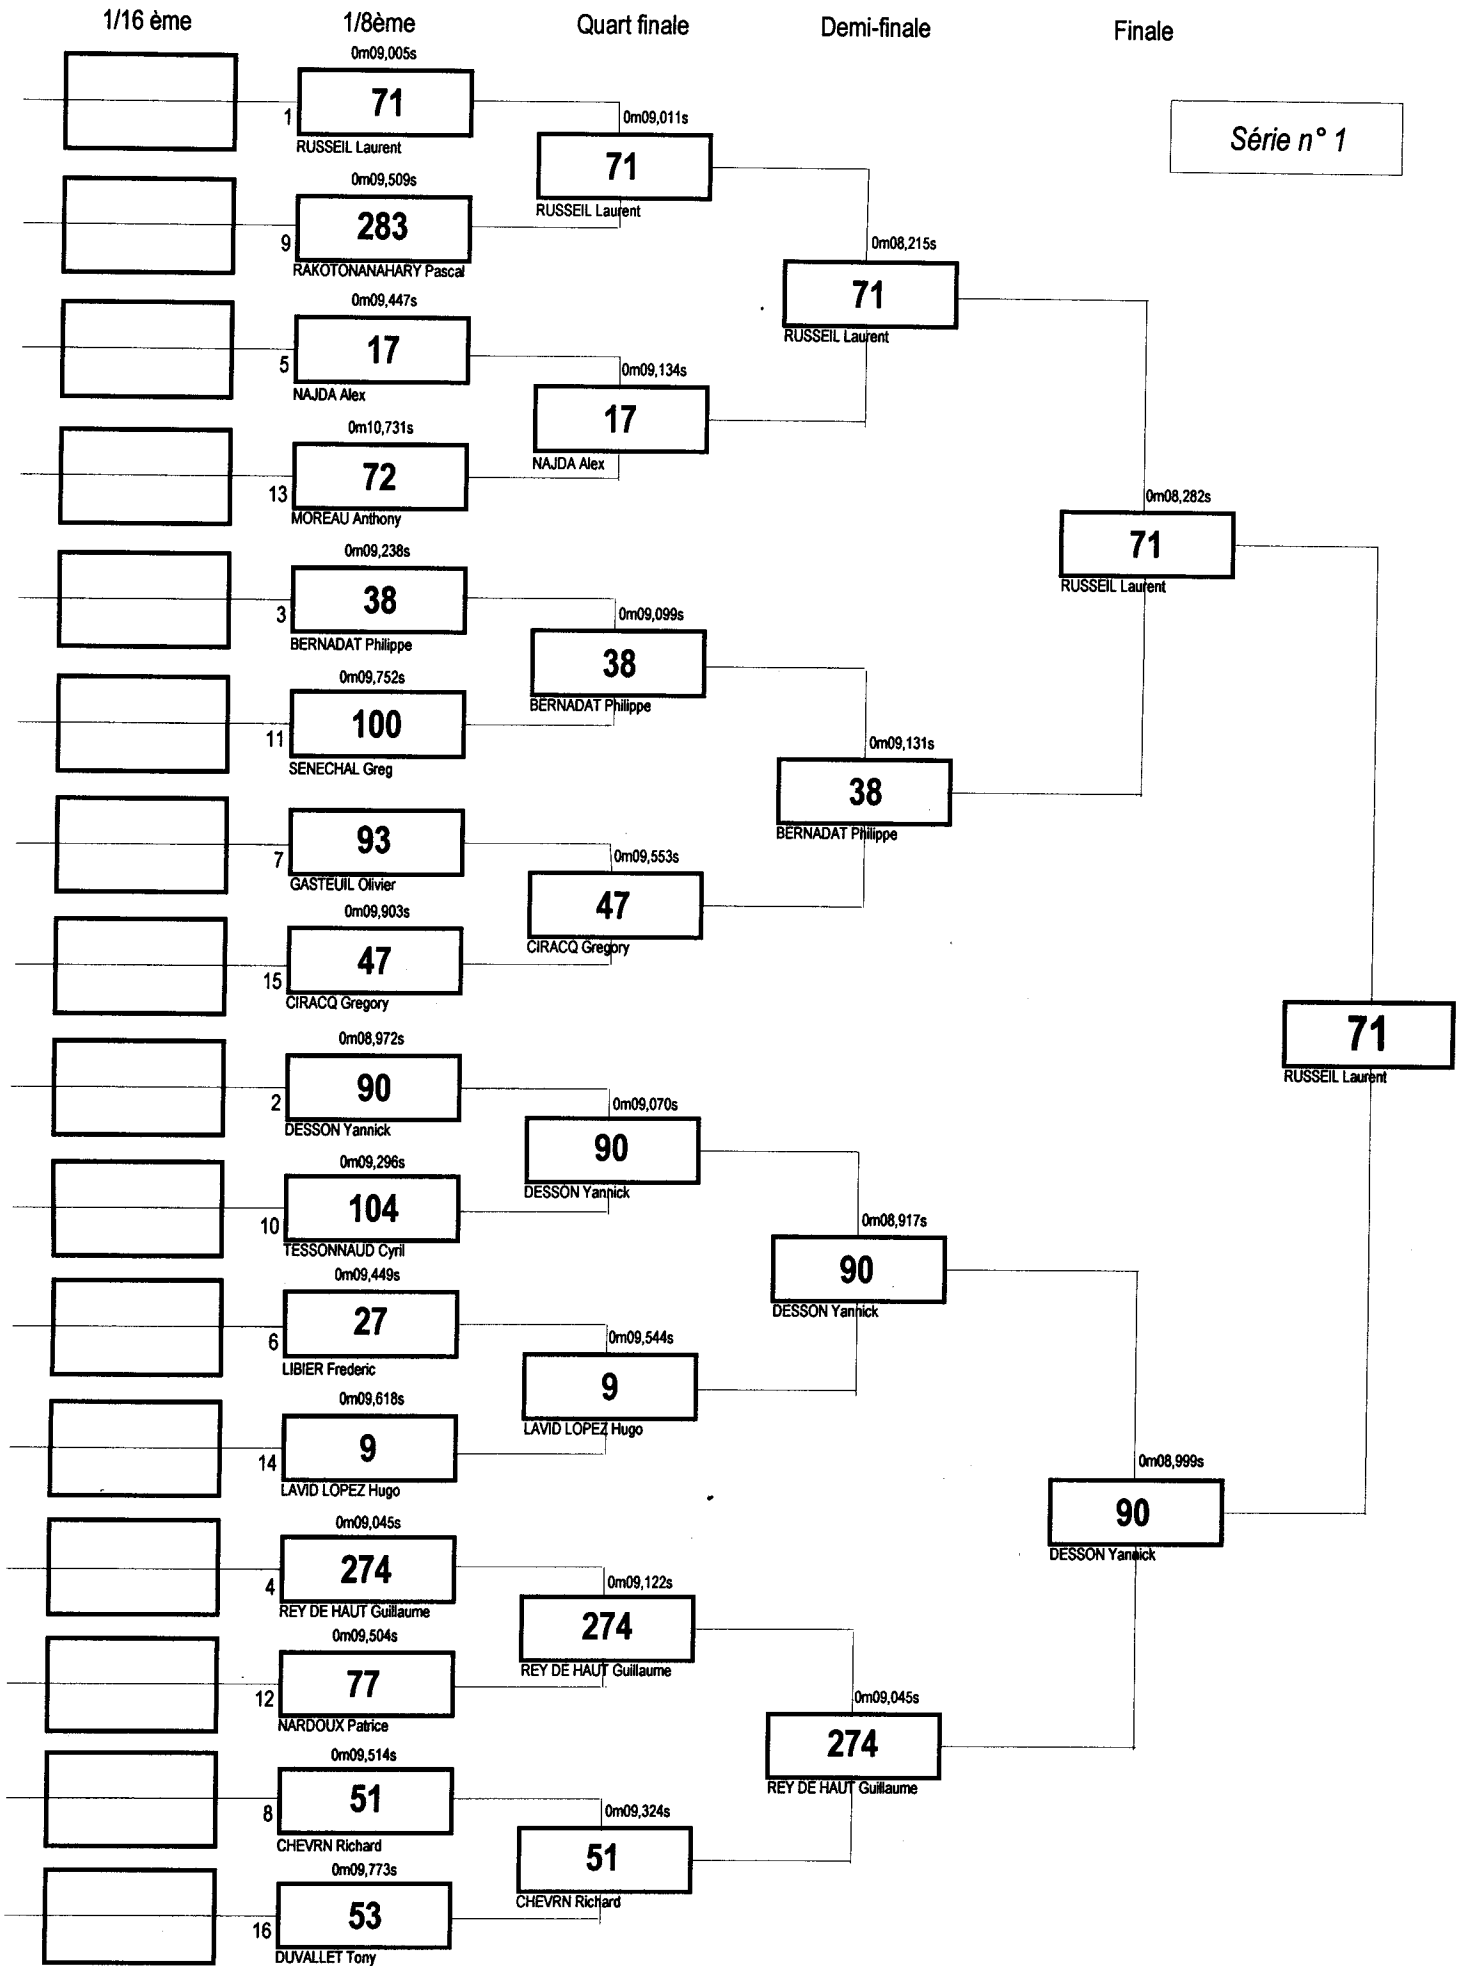 1/16 ème
1/8ème
Quart finale
Demi-finale
Finale
Série n° 1
0m09,005s
71
1
RUSSEIL Laurent
0m09,509s
283
9
RAKOTONANAHARY Pascal
0m09,447s
17
5
NAJDA Alex
0m10,731s
72
13
MOREAU Anthony
0m09,238s
38
3
BERNADAT Philippe
0m09,752s
100
11
SENECHAL Greg
93
7
GASTEUIL Olivier
0m09,903s
47
15
CIRACQ Gregory
0m08,972s
90
2
DESSON Yannick
0m09,296s
104
10
TESSONNAUD Cyril
0m09,449s
27
6
LIBIER Frederic
0m09,618s
9
14
LAVID LOPEZ Hugo
0m09,045s
274
4
REY DE HAUT Guillaume
0m09,504s
77
12
NARDOUX Patrice
0m09,514s
51
8
CHEVRN Richard
0m09,773s
53
16
DUVALLET Tony
0m09,011s
71
RUSSEIL Laurent
0m09,134s
17
NAJDA Alex
0m09,099s
38
BERNADAT Philippe
0m09,553s
47
CIRACQ Gregory
0m09,070s
90
DESSON Yannick
0m09,544s
9
LAVID LOPEZ Hugo
0m09,122s
274
REY DE HAUT Guillaume
0m09,324s
51
CHEVRN Richard
0m08,215s
71
RUSSEIL Laurent
0m09,131s
38
BERNADAT Philippe
0m08,917s
90
DESSON Yannick
0m09,045s
274
REY DE HAUT Guillaume
0m08,282s
71
RUSSEIL Laurent
0m08,999s
90
DESSON Yannick
71
RUSSEIL Laurent